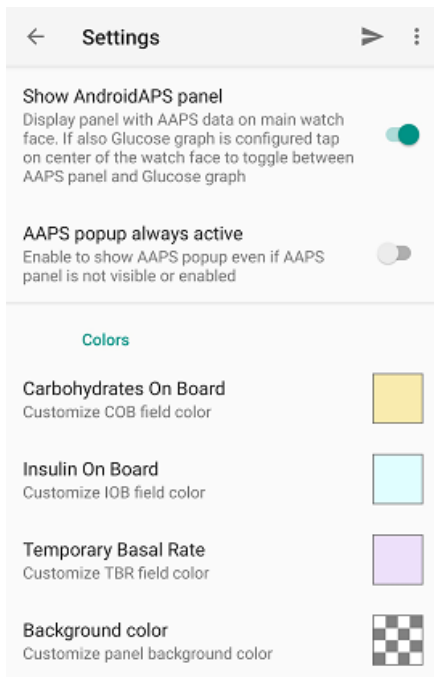 Settings
Show AndroidAPS panel
Display panel with AAPS data on main watch
face. If also Glucose graph is configured tap
on center of the watch face to toggle between
AAPS panel and Glucose graph
AAPS popup always active
Enable to show AAPS popup even if AAPS
panel is not visible or enabled
Colors
Carbohydrates On Board
Customize COB field color
Insulin On Board
Customize IOB field color
Temporary Basal Rate
Customize TBR field color
Background color
Customize panel background color